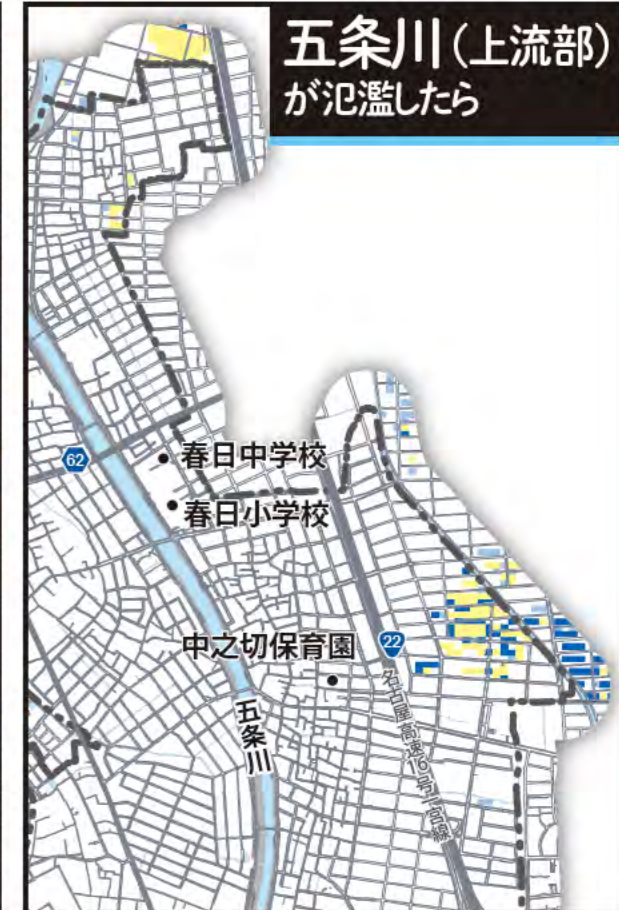 五条川（上流部）
が氾濫したら
62
春日中学校
春日小学校
中之切保育園
22
五条川
名古屋高速16号一宮線